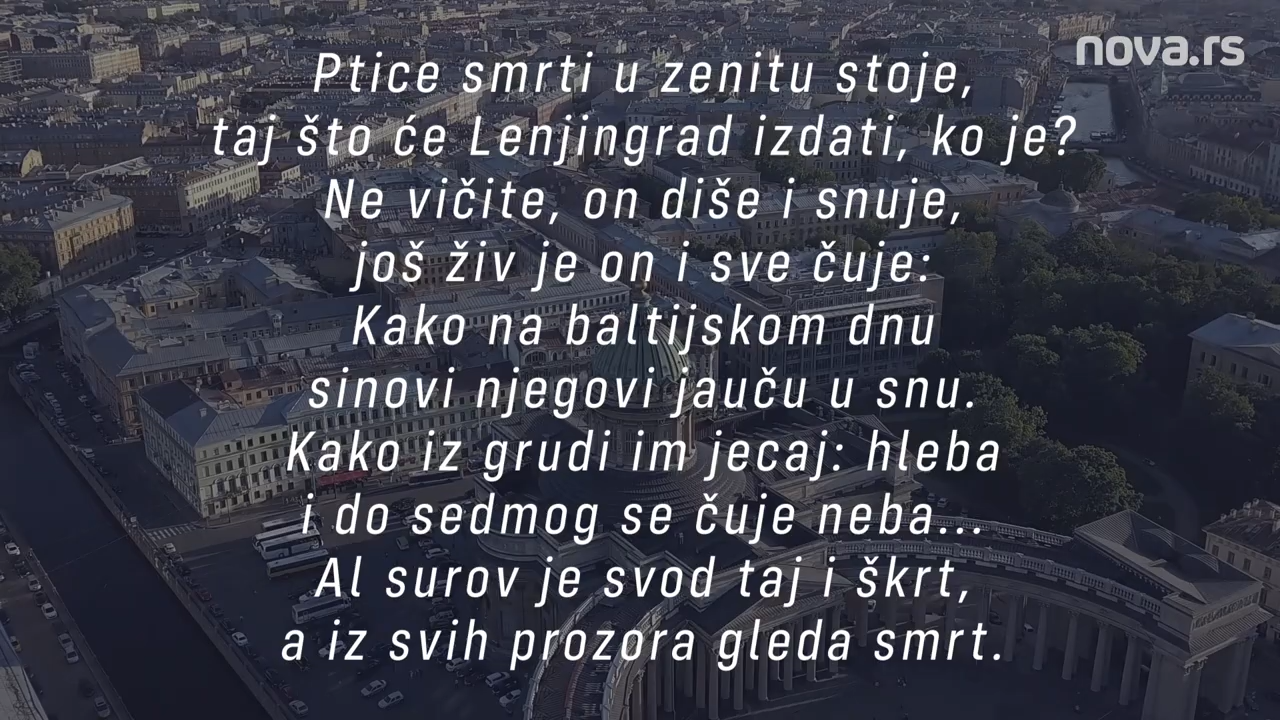 nova.rs
Ptice smrti u zenitu stoje,
taj što će Lenjingrad izdati, ko je?
Ne vičite, on diše i snuje,
još živ je on i sve čuje:
Kako na baltijskom dnu
sinovi njegovi jauču u snu.
Kako iz grudi im jecaj: hleba
i do sedmog se čuje neba...
Al surov je svod taj i škrt,
a iz svih prozora gleda smrt.